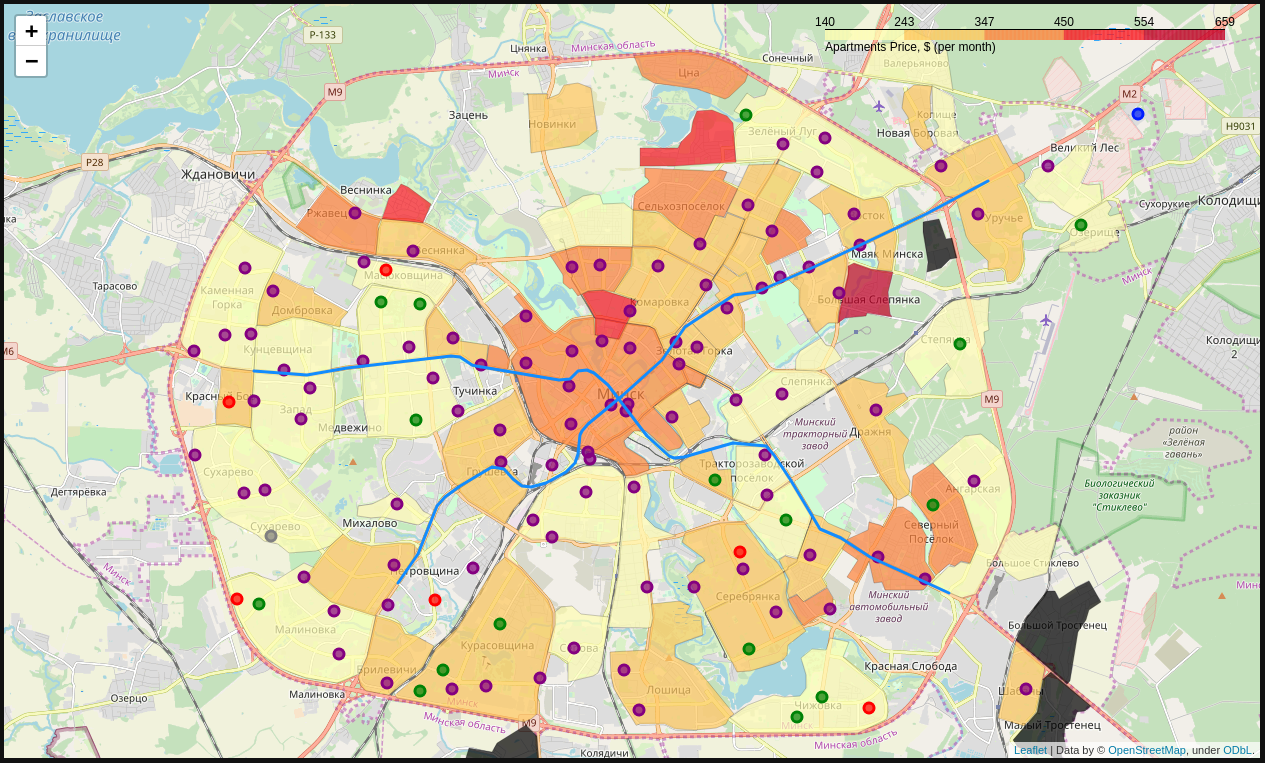 Заславское
+
−
Р-133
Минская область
Цнянка
Минск
Сонечный
140 243 347 450 554 659
Apartments Price, $ (per month)
Валерьяново
Цна
М9
М2
Зацень
Новинки
Зелёный Луг
Копище
Новая Боровая
Н9031
Великий Лес
Р28
Ждановичи
Веснинка
Ржавец
Сельхозпосёлок
Сухорукие
Колодищи
Уручье
Озерище
Веснянка
Масюковщина
Маяк Минска
Минск
Тарасово
Каменная
Горка
Домбровка
Комаровка
Большая Слепянка
М6
Кунцевщина
Золотая Горка
Степянка
Колодищи
2
Красный Бор
Тучинка
Минск
Слепянка
М9
Запад
Медвежино
Минский
тракторный
завод
Дражня
район
«Зелёная
гавань»
Сухарево
Грушевка
Тракторозаводской
посёлок
Дегтярёвка
Ангарская
Биологический
заказник
"Стиклево"
Сухарево
Михалово
Северный
Посёлок
Большое Стиклево
Минск
Петровщина
Серебрянка
Минский
автомобильный
завод
Малиновка
Большой Тростенец
Курасовщина
Брилевичи
Лошица
Красная Слобода
Малиновка
Озерцо
Минск
Чижовка
Минск
Шабаны
Малый Тростенец
Минская область
М9
Колядичи
Минская область
Leaflet | Data by © OpenStreetMap, under ODbL.